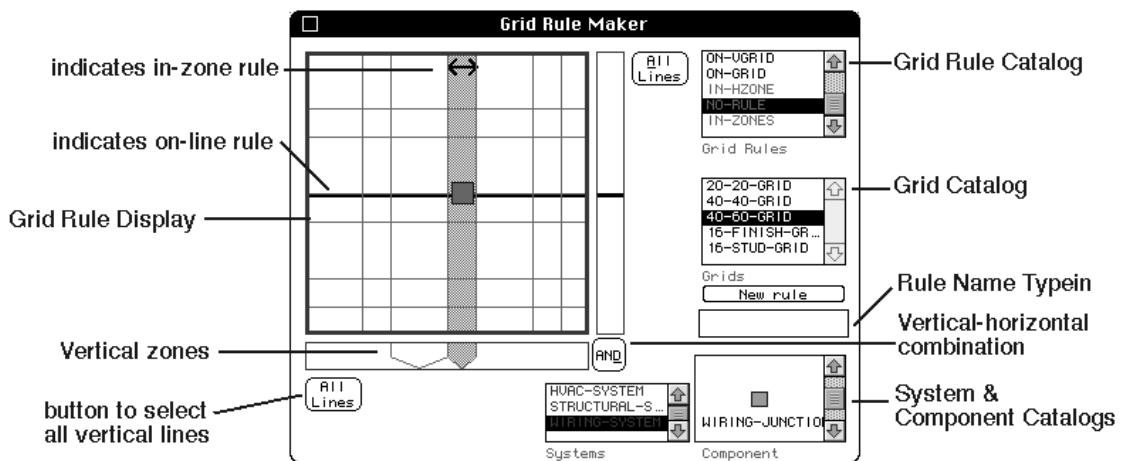 Grid Rule Maker
indicates in-zone rule
indicates on-line rule
Grid Rule Display
Vertical zones
button to select
all vertical lines
All
Lines
All
Lines
AND
ON-VGRID
ON-GRID
IN-HZONE
NO-RULE
IN-ZONES
Grid Rules
20-20-GRID
40-40-GRID
40-60-GRID
16-FINISH-GR...
16-STUD-GRID
Grids
New rule
HVAC-SYSTEM
STRUCTURAL-S...
WIRING-SYSTEM
Systems
WIRING-JUNCTIO
Component
Grid Rule Catalog
Grid Catalog
Rule Name Typein
Vertical-horizontal
combination
System &
Component Catalogs